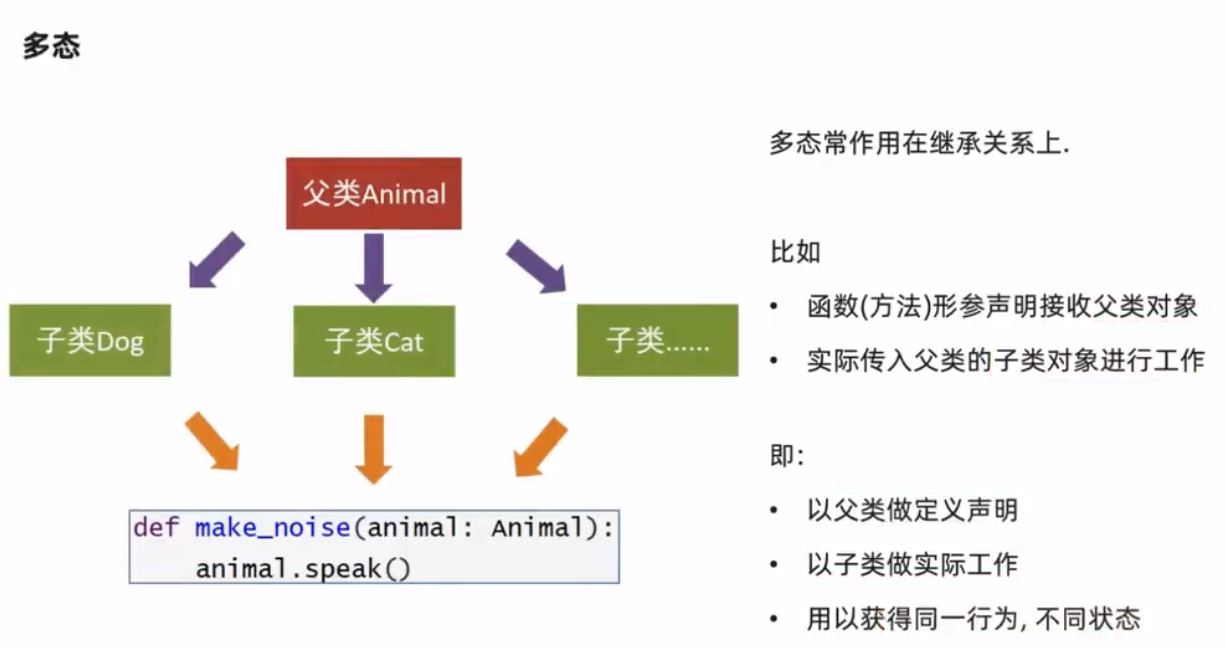 多态
父类Animal
子类Dog
子类Cat
子类......
def make_noise(animal: Animal):
animal.speak()
多态常作用在继承关系上.
比如
• 函数(方法)形参声明接收父类对象
• 实际传入父类的子类对象进行工作
即:
• 以父类做定义声明
• 以子类做实际工作
• 用以获得同一行为, 不同状态